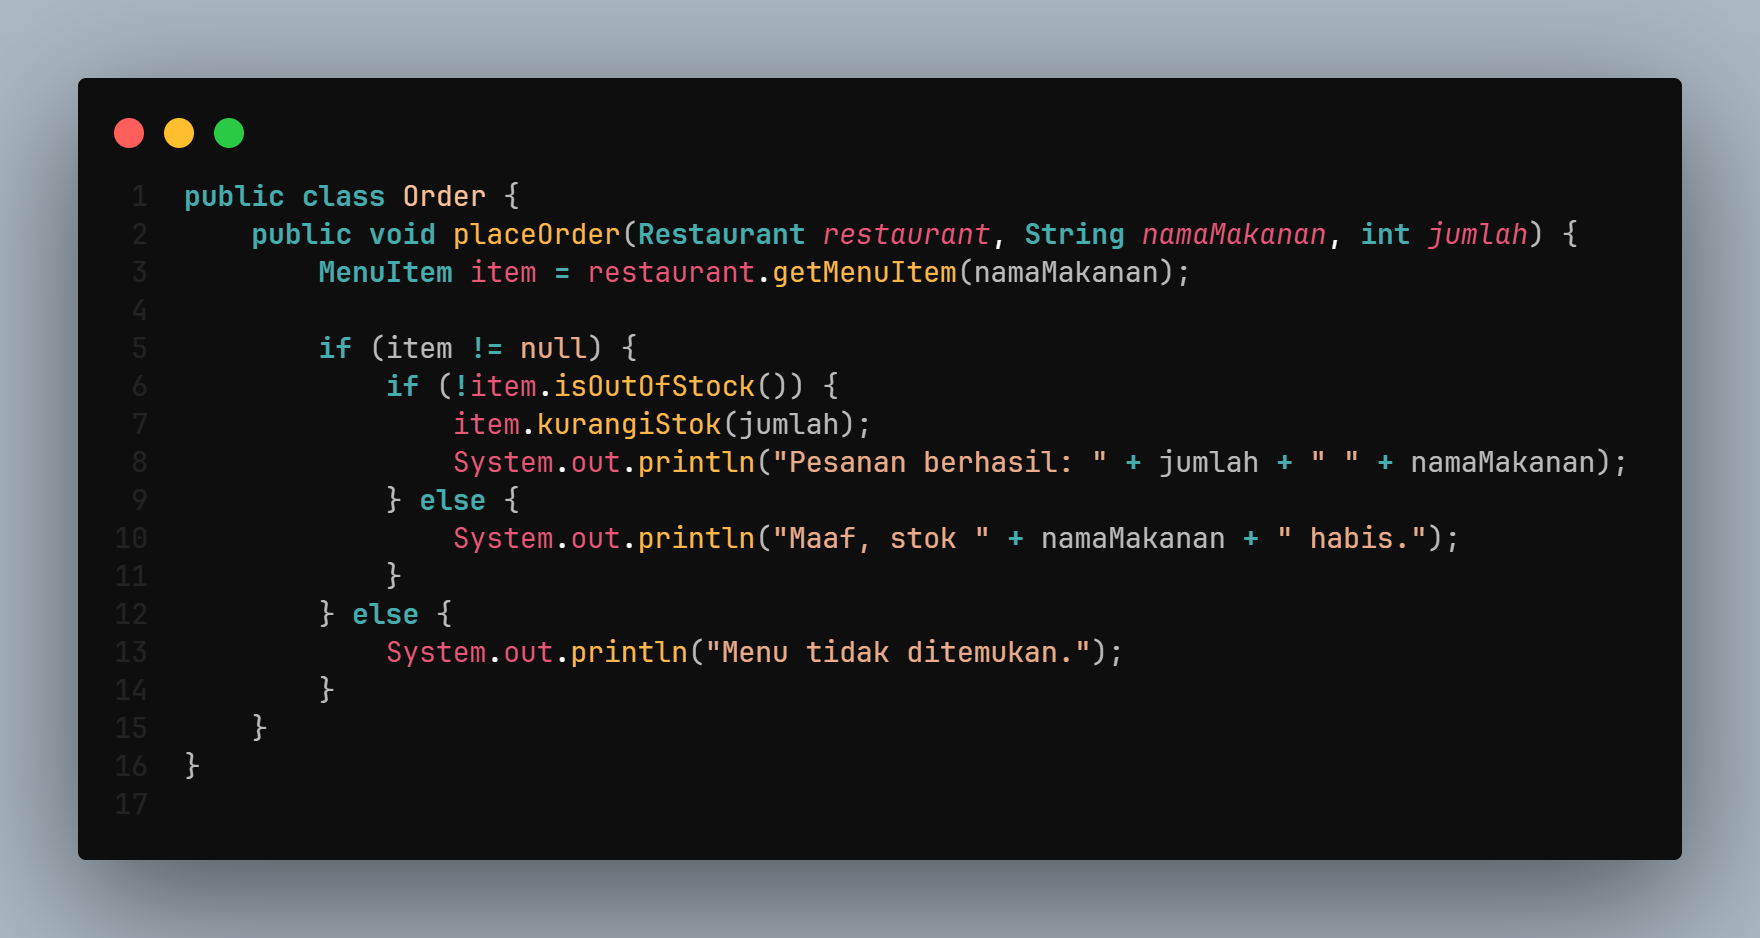 1 public class Order {
2     public void placeOrder(Restaurant restaurant, String namaMakanan, int jumlah) {
3         MenuItem item = restaurant.getMenuItem(namaMakanan);
4
5         if (item != null) {
6             if (!item.isOutOfStock()) {
7                 item.kurangiStok(jumlah);
8                 System.out.println("Pesanan berhasil: " + jumlah + " " + namaMakanan);
9             } else {
10                 System.out.println("Maaf, stok " + namaMakanan + " habis.");
11             }
12         } else {
13             System.out.println("Menu tidak ditemukan.");
14         }
15     }
16 }
17